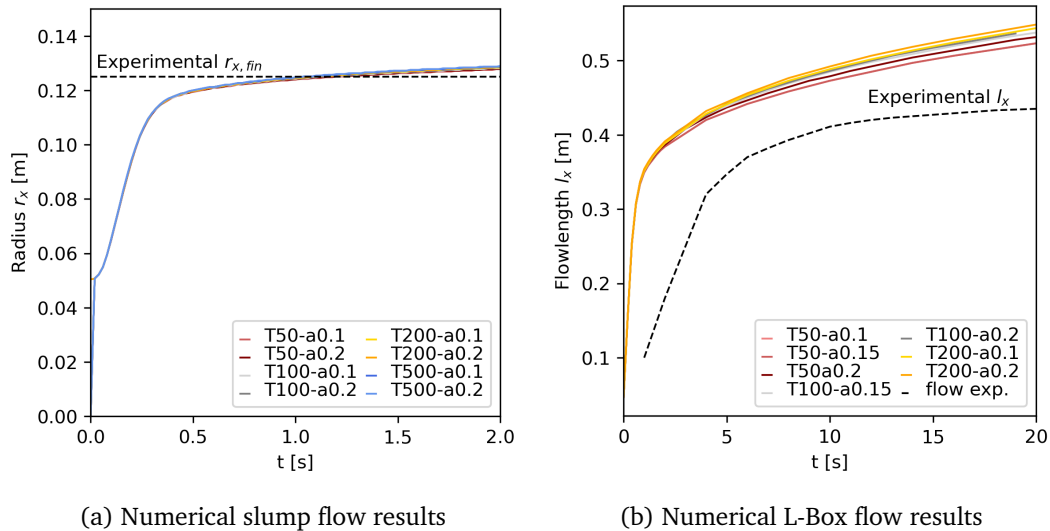 0.14
0.12
0.10
0.08
0.06
0.04
0.02
0.00
Radius r_x [m]
Experimental r_{x, fin}
T50-a0.1
T50-a0.2
T100-a0.1
T100-a0.2
T200-a0.1
T200-a0.2
T500-a0.1
T500-a0.2
0.0 0.5 1.0 1.5 2.0
t [s]
(a) Numerical slump flow results
0.5
0.4
0.3
0.2
0.1
Flowlength l_x [m]
Experimental l_x
T50-a0.1
T50-a0.15
T50a0.2
T100-a0.15
T100-a0.2
T200-a0.1
T200-a0.2
flow exp.
0 5 10 15 20
t [s]
(b) Numerical L-Box flow results